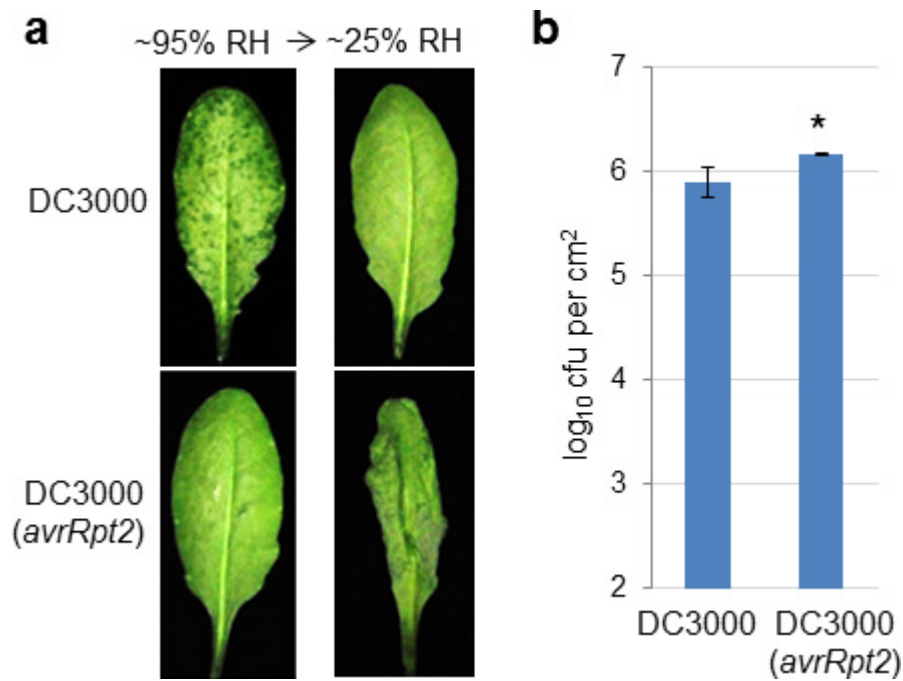 a
~95% RH → ~25% RH
DC3000
DC3000
(avrRpt2)
b
log₁₀ cfu per cm²
7
6
5
4
3
2
*
DC3000
DC3000
(avrRpt2)